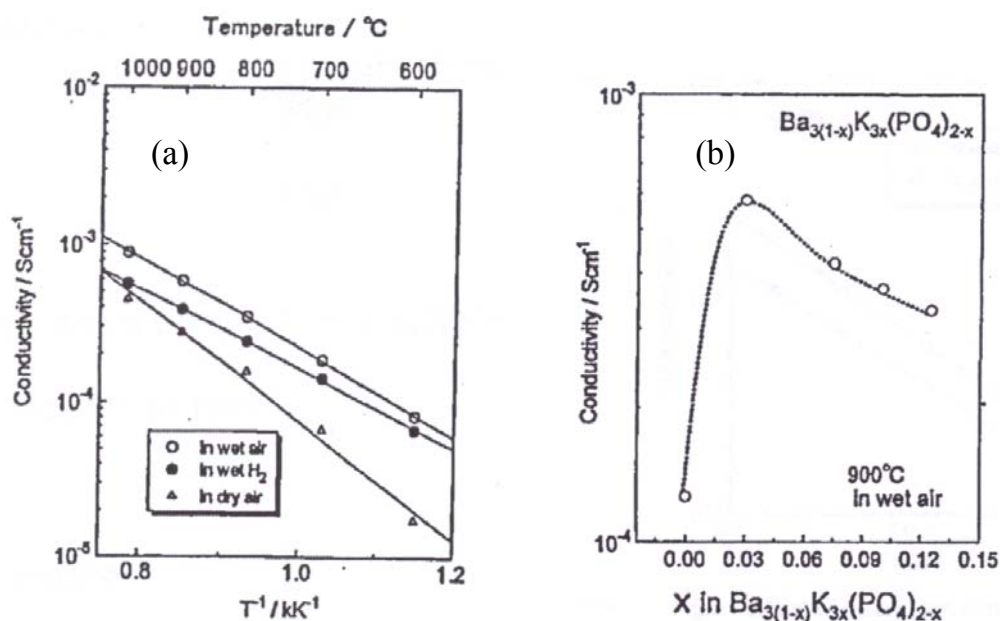 Temperature / °C
1000 900 800 700 600
10⁻²
10⁻³
10⁻⁴
10⁻⁵
Conductivity / Scm⁻¹
(a)
In wet air
In wet H₂
In dry air
0.8 1.0 1.2
T⁻¹ / kK⁻¹
10⁻³
10⁻⁴
Conductivity / Scm⁻¹
Ba₃₍₁₋ₓ₎K₃ₓ(PO₄)₂₋ₓ
(b)
900°C
In wet air
0.00 0.03 0.06 0.09 0.12 0.15
X in Ba₃₍₁₋ₓ₎K₃ₓ(PO₄)₂₋ₓ